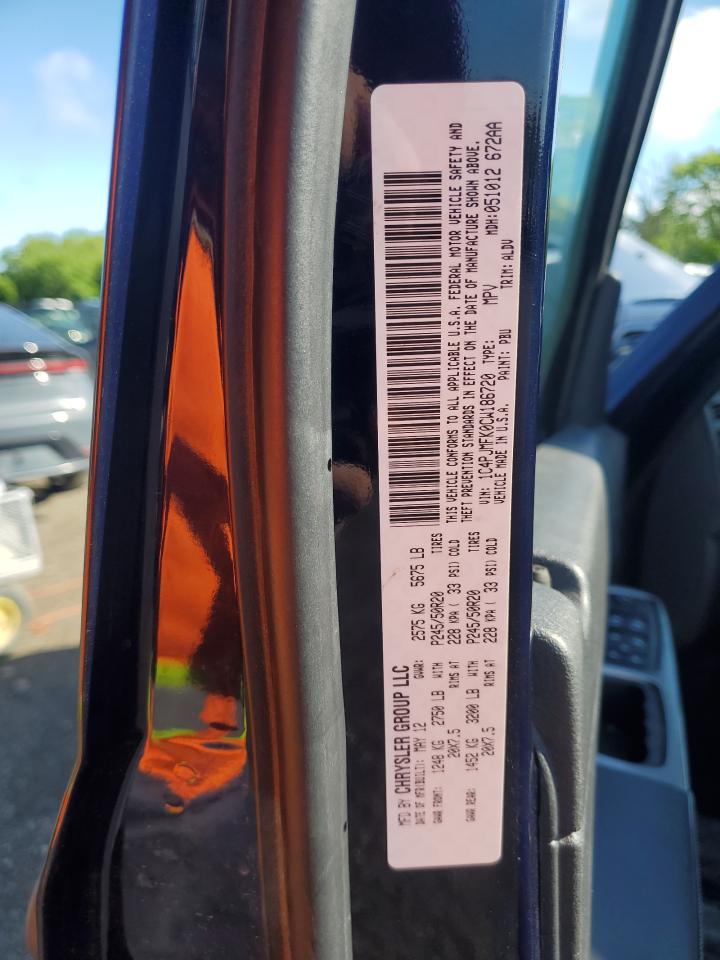 MFD BY CHRYSLER GROUP LLC
DATE OF MFR(BUILT): MAY 12 GVWR: 2575 KG 5675 LB
GAWR FRONT: 1248 KG 2750 LB WITH P245/50R20 TIRES
20X7.5 RIMS AT 228 KPA ( 33 PSI) COLD
GAWR REAR: 1452 KG 3200 LB WITH P245/50R20 TIRES
20X7.5 RIMS AT 228 KPA ( 33 PSI) COLD
THIS VEHICLE CONFORMS TO ALL APPLICABLE U.S.A. FEDERAL MOTOR VEHICLE SAFETY AND
THEFT PREVENTION STANDARDS IN EFFECT ON THE DATE OF MANUFACTURE SHOWN ABOVE.
VIN: 1C4PJMFK0CW186720 TYPE: MPV MDH:051012 672AA
VEHICLE MADE IN U.S.A. PAINT: PBU TRIM: ALDV